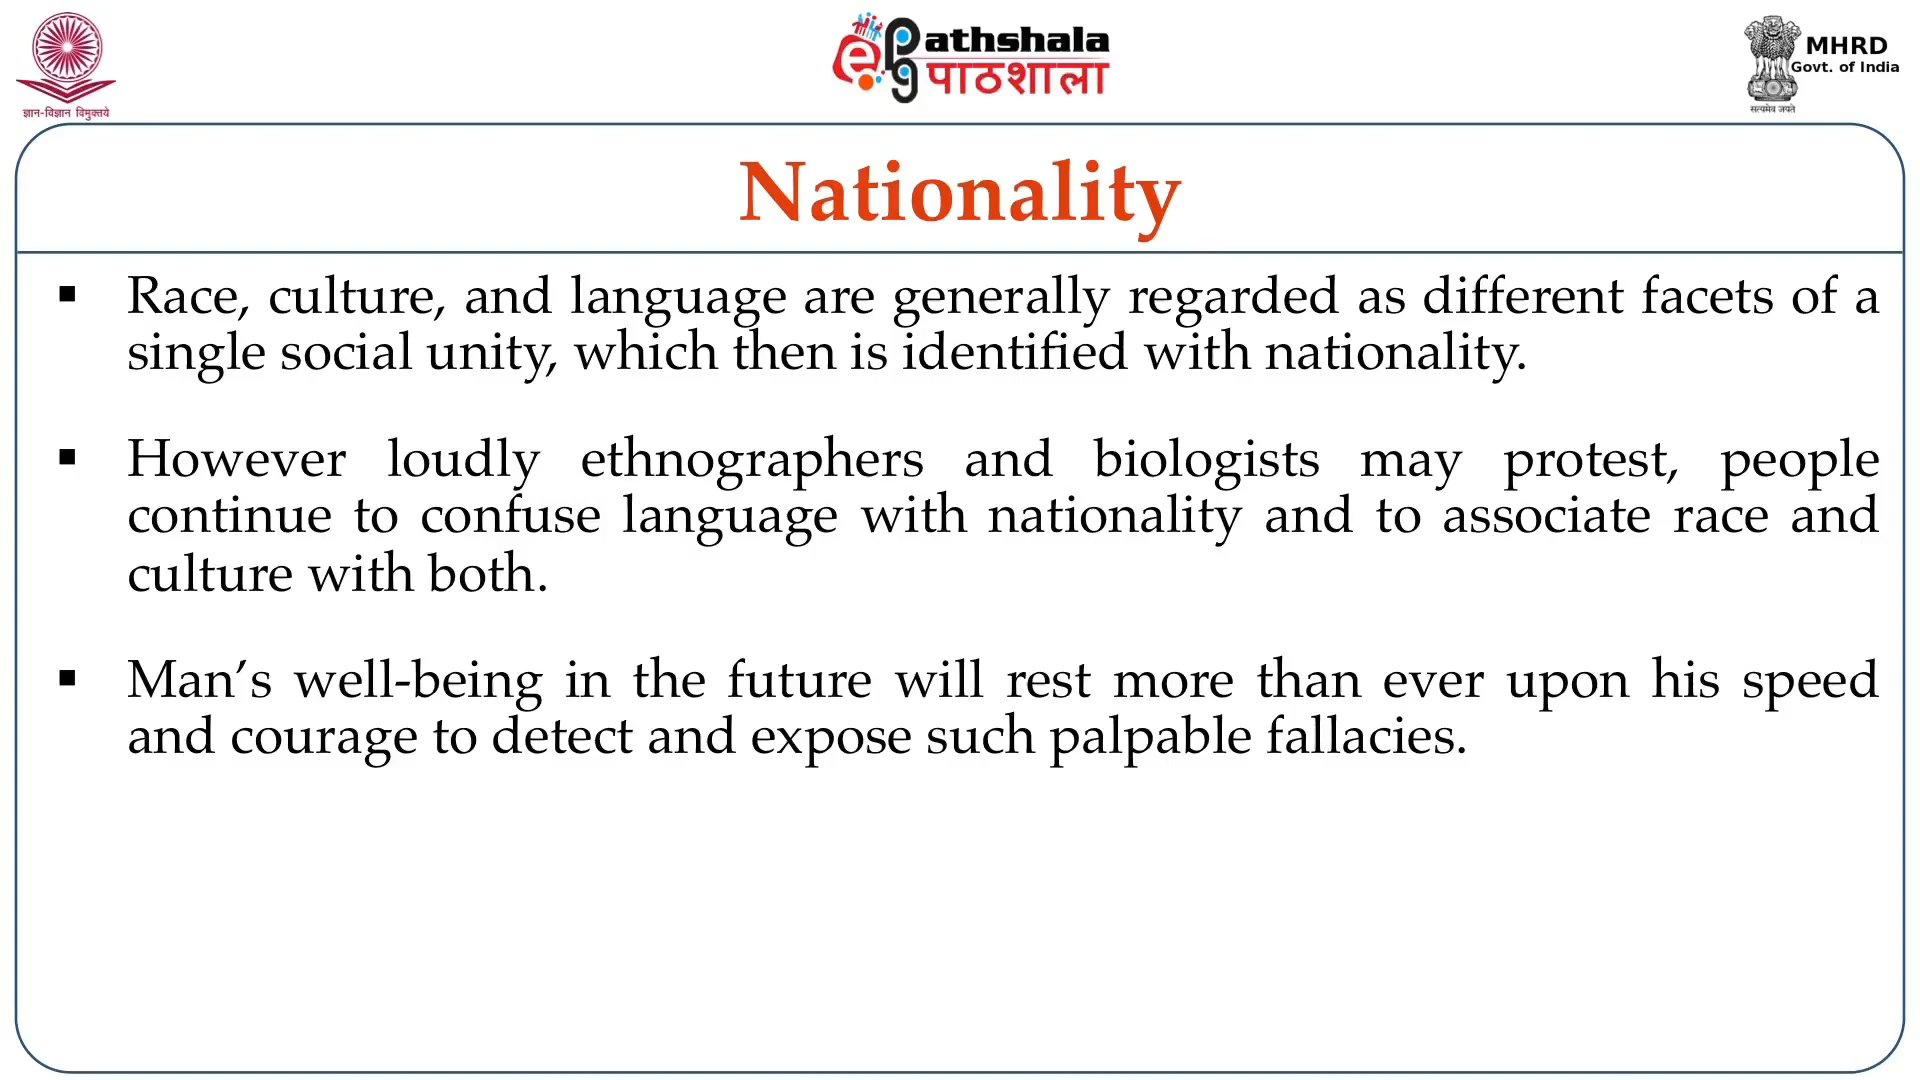 ज्ञान-विज्ञान विमुक्तये
e Pg Pathshala
पाठशाला
MHRD
Govt. of India
सत्यमेव जयते
Nationality
▪ Race, culture, and language are generally regarded as different facets of a
single social unity, which then is identified with nationality.
▪ However loudly ethnographers and biologists may protest, people
continue to confuse language with nationality and to associate race and
culture with both.
▪ Man’s well-being in the future will rest more than ever upon his speed
and courage to detect and expose such palpable fallacies.